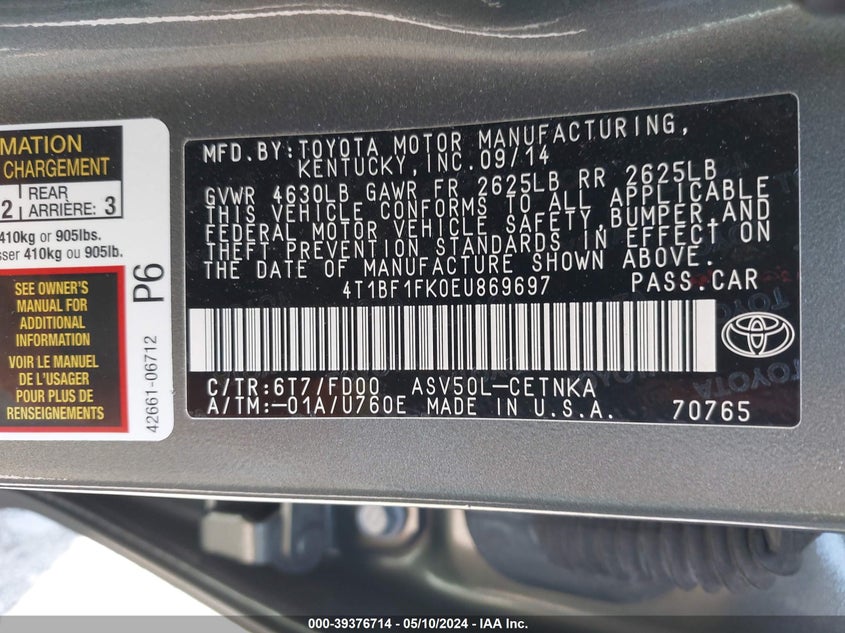 MATION
CHARGEMENT
2 REAR
ARRIÈRE: 3
410kg or 905lbs.
sser 410kg ou 905lb.
SEE OWNER'S
MANUAL FOR
ADDITIONAL
INFORMATION
VOIR LE MANUEL
DE L'USAGER
POUR PLUS DE
RENSEIGNEMENTS
P6
42661-06712
MFD.BY:TOYOTA MOTOR MANUFACTURING,
KENTUCKY, INC.09/14
GVWR 4630LB GAWR FR 2625LB RR 2625LB
THIS VEHICLE CONFORMS TO ALL APPLICABLE
FEDERAL MOTOR VEHICLE SAFETY,BUMPER,AND
THEFT PREVENTION STANDARDS IN EFFECT ON
THE DATE OF MANUFACTURE SHOWN ABOVE.
4T1BF1FK0EU869697 PASS.CAR
TOYOTA
C/TR:6T7/FD00 ASV50L-CETNKA
A/TM:-01A/U760E MADE IN U.S.A. 70765
000-39376714 - 05/10/2024 - IAA Inc.